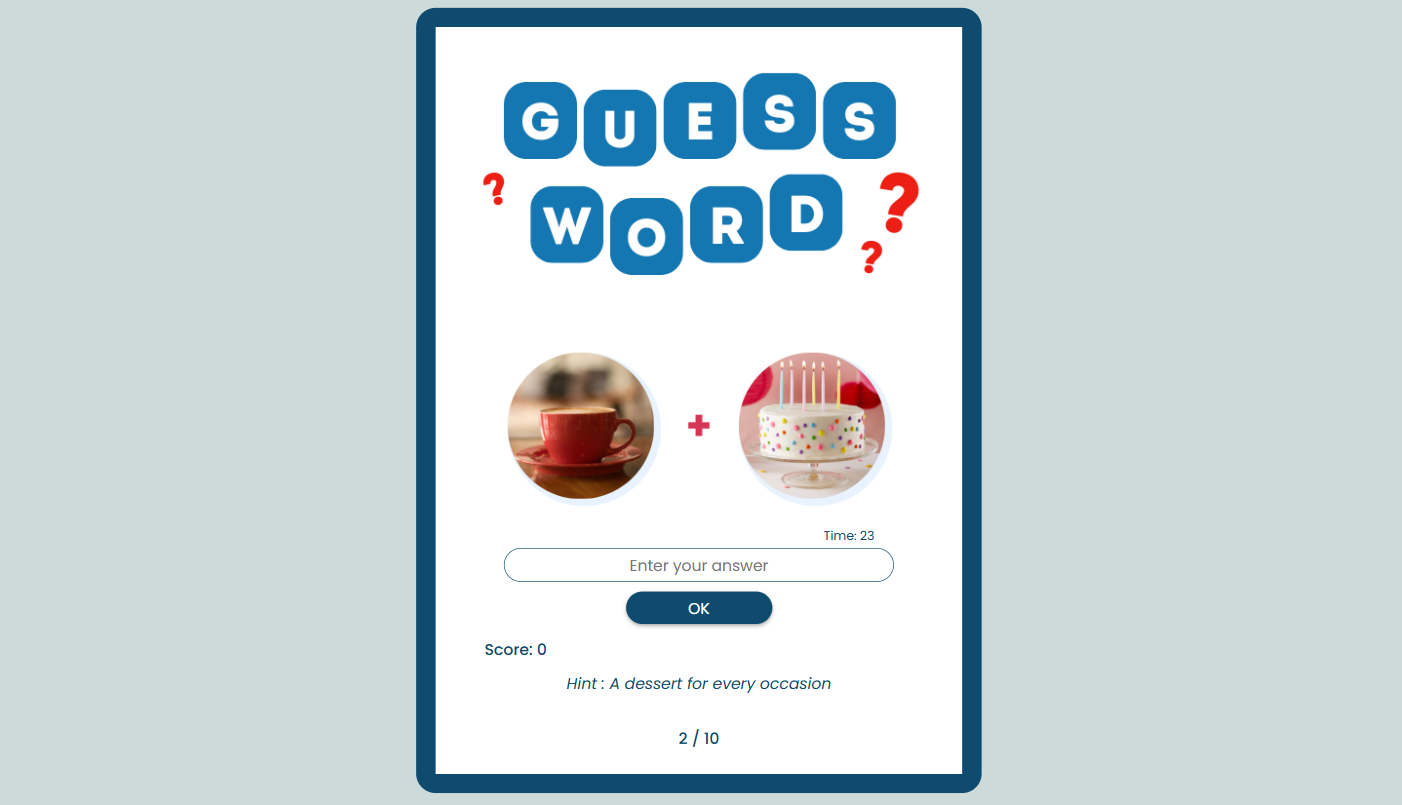 GUESS
? WORD ?
?
+
Time: 23
Enter your answer
OK
Score: 0
Hint : A dessert for every occasion
2 / 10